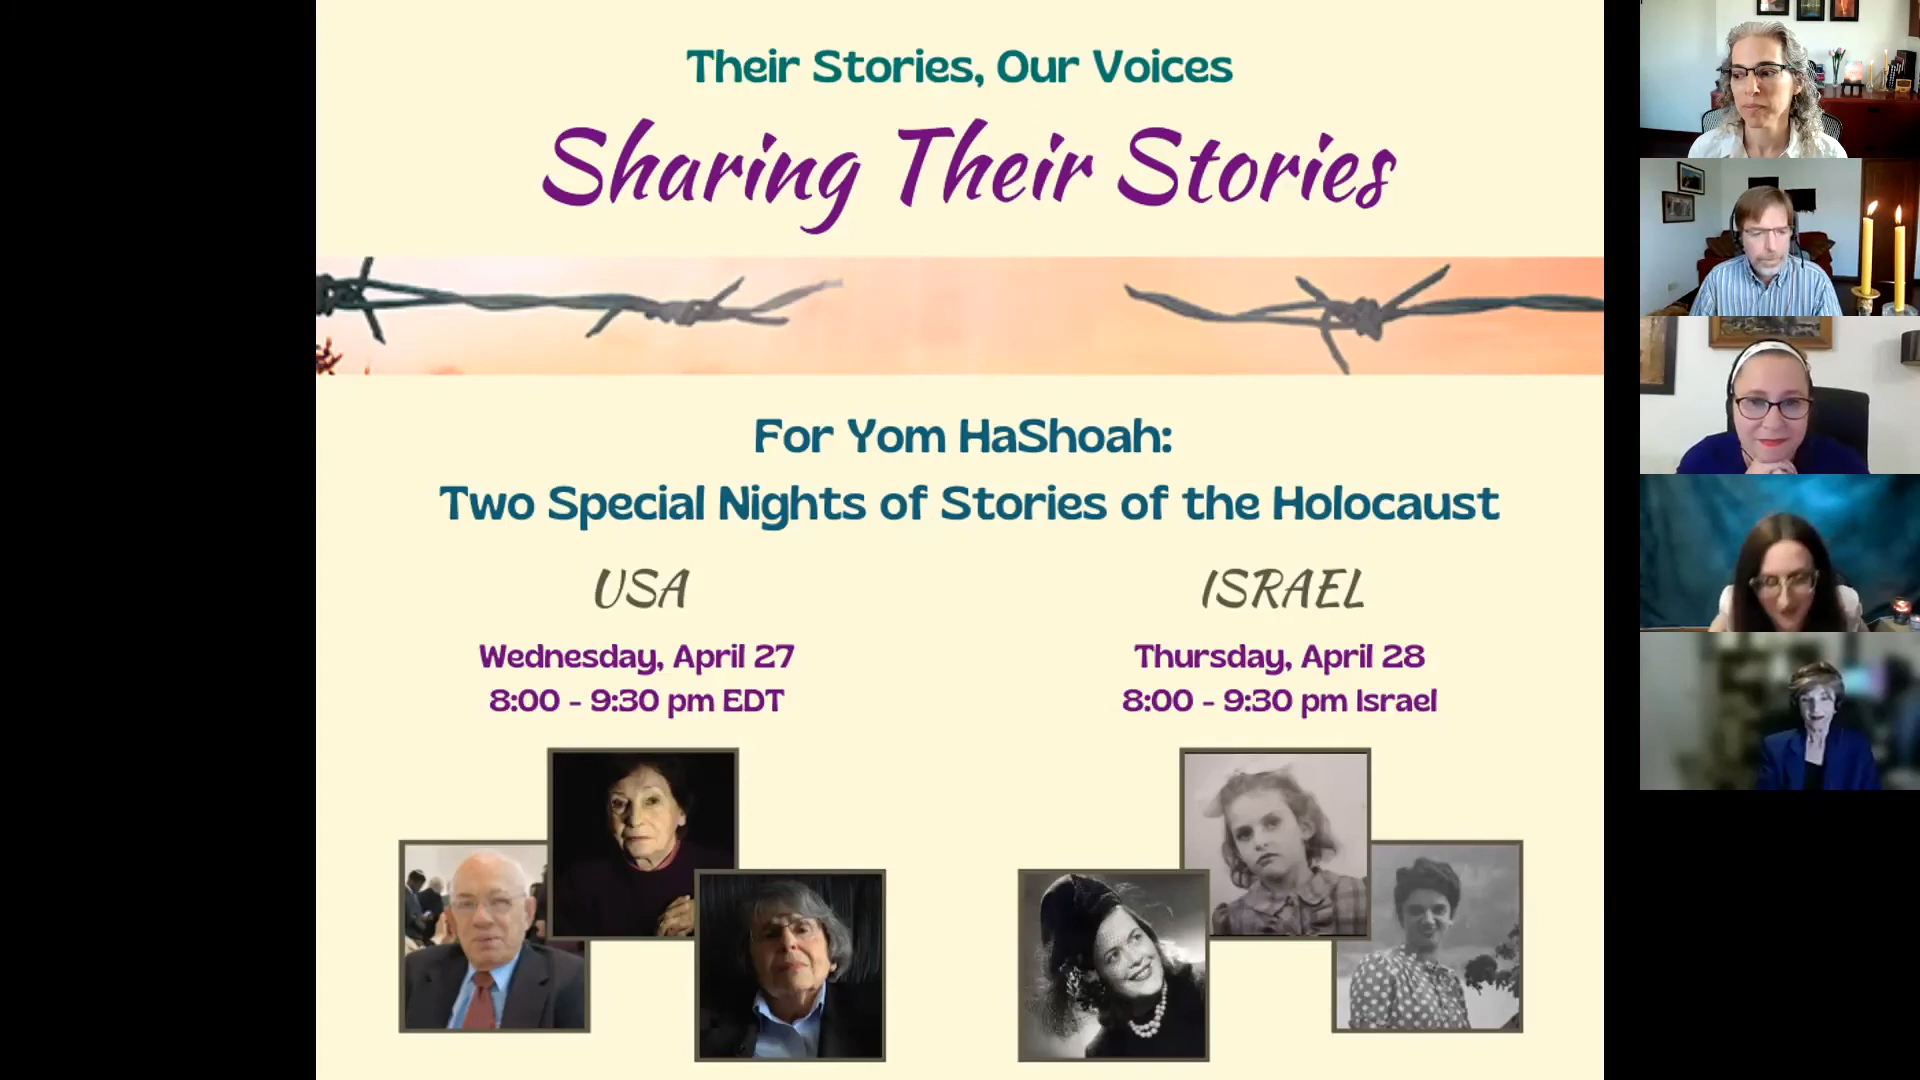 Their Stories, Our Voices
Sharing Their Stories
For Yom HaShoah:
Two Special Nights of Stories of the Holocaust
USA
Wednesday, April 27
8:00 - 9:30 pm EDT
ISRAEL
Thursday, April 28
8:00 - 9:30 pm Israel